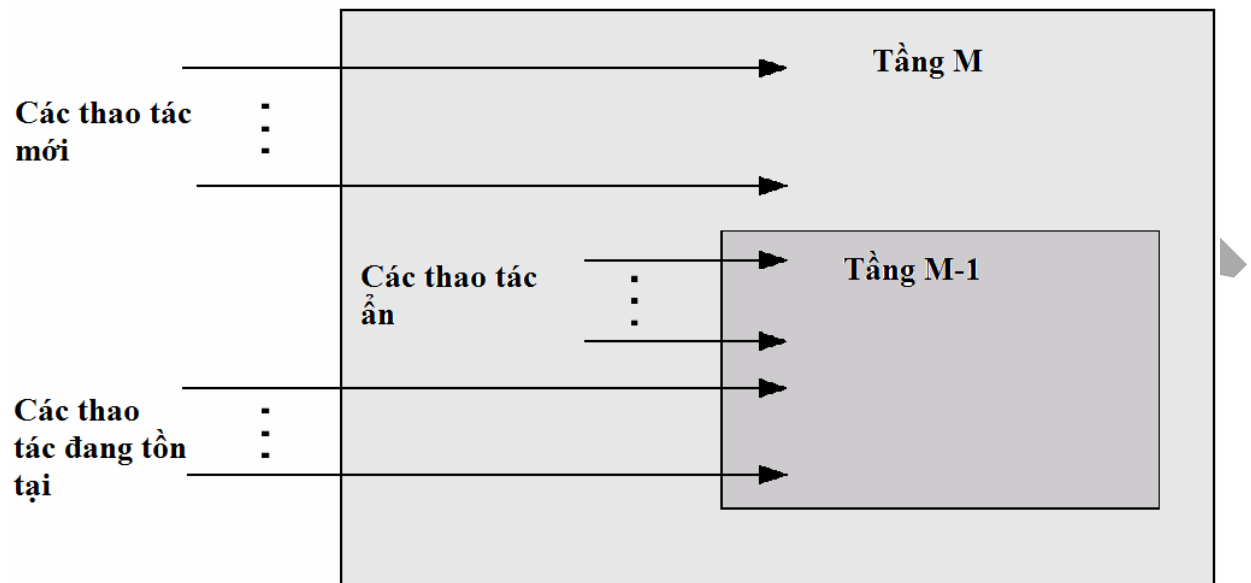 Tầng M
Các thao tác
mới
Các thao tác
ẩn
Tầng M-1
Các thao
tác đang tồn
tại